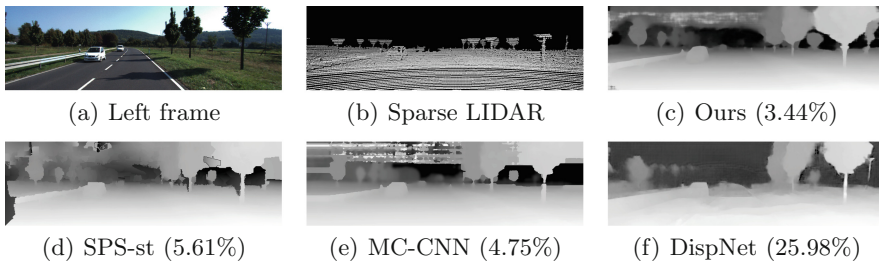 (a) Left frame
(b) Sparse LIDAR
(c) Ours (3.44%)
(d) SPS-st (5.61%)
(e) MC-CNN (4.75%)
(f) DispNet (25.98%)